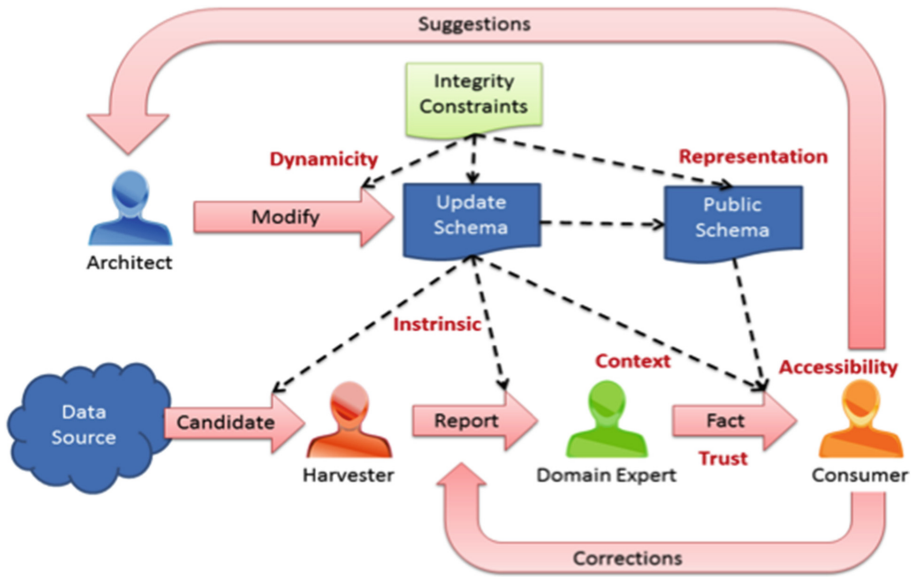 Suggestions
Integrity
Constraints
Dynamicity
Representation
Update
Schema
Public
Schema
Modify
Architect
Instrinsic
Context
Accessibility
Data
Source
Candidate
Report
Fact
Harvester
Domain Expert
Trust
Consumer
Corrections